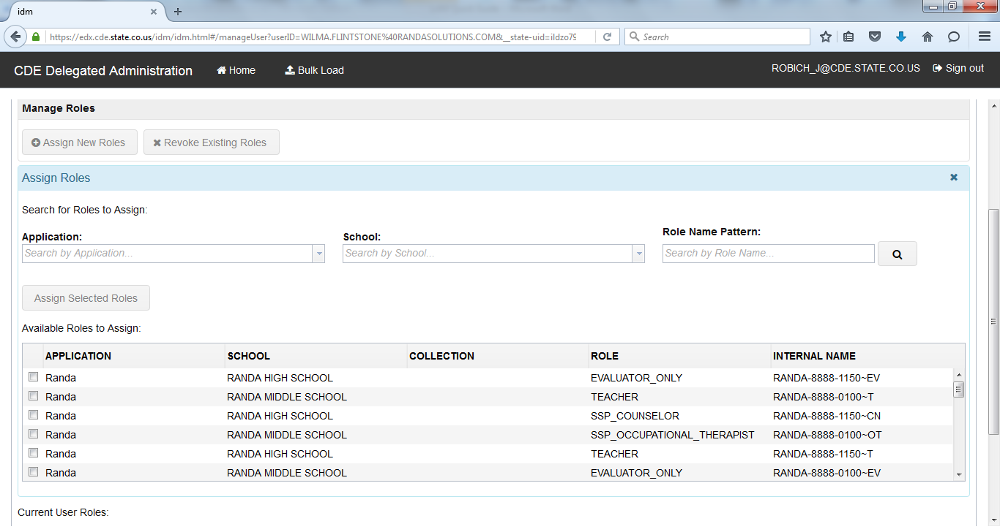 idm
https://edx.cde.state.co.us/idm/idm.html#/manageUser?userID=WILMA.FLINTSTONE%40RANDASOLUTIONS.COM&__state-uid=ildzo79
Search
CDE Delegated Administration Home Bulk Load ROBICH_J@CDE.STATE.CO.US Sign out
Manage Roles
Assign New Roles Revoke Existing Roles
Assign Roles
Search for Roles to Assign:
Application: School: Role Name Pattern:
Search by Application... Search by School... Search by Role Name...
Assign Selected Roles
Available Roles to Assign:
APPLICATION SCHOOL COLLECTION ROLE INTERNAL NAME
Randa RANDA HIGH SCHOOL EVALUATOR_ONLY RANDA-8888-1150~EV
Randa RANDA MIDDLE SCHOOL TEACHER RANDA-8888-0100~T
Randa RANDA HIGH SCHOOL SSP_COUNSELOR RANDA-8888-1150~CN
Randa RANDA MIDDLE SCHOOL SSP_OCCUPATIONAL_THERAPIST RANDA-8888-0100~OT
Randa RANDA HIGH SCHOOL TEACHER RANDA-8888-1150~T
Randa RANDA MIDDLE SCHOOL EVALUATOR_ONLY RANDA-8888-0100~EV
Current User Roles: